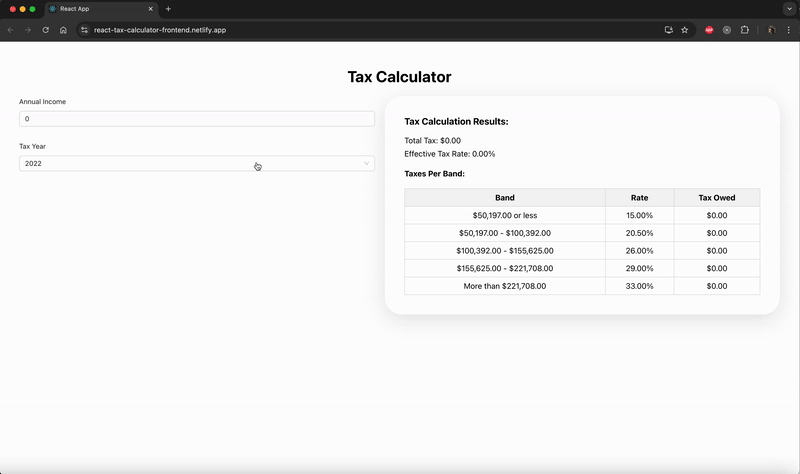 React App
react-tax-calculator-frontend.netlify.app
Tax Calculator
Annual Income
0
Tax Year
2022
Tax Calculation Results:
Total Tax: $0.00
Effective Tax Rate: 0.00%
Taxes Per Band:
Band Rate Tax Owed
$50,197.00 or less 15.00% $0.00
$50,197.00 - $100,392.00 20.50% $0.00
$100,392.00 - $155,625.00 26.00% $0.00
$155,625.00 - $221,708.00 29.00% $0.00
More than $221,708.00 33.00% $0.00